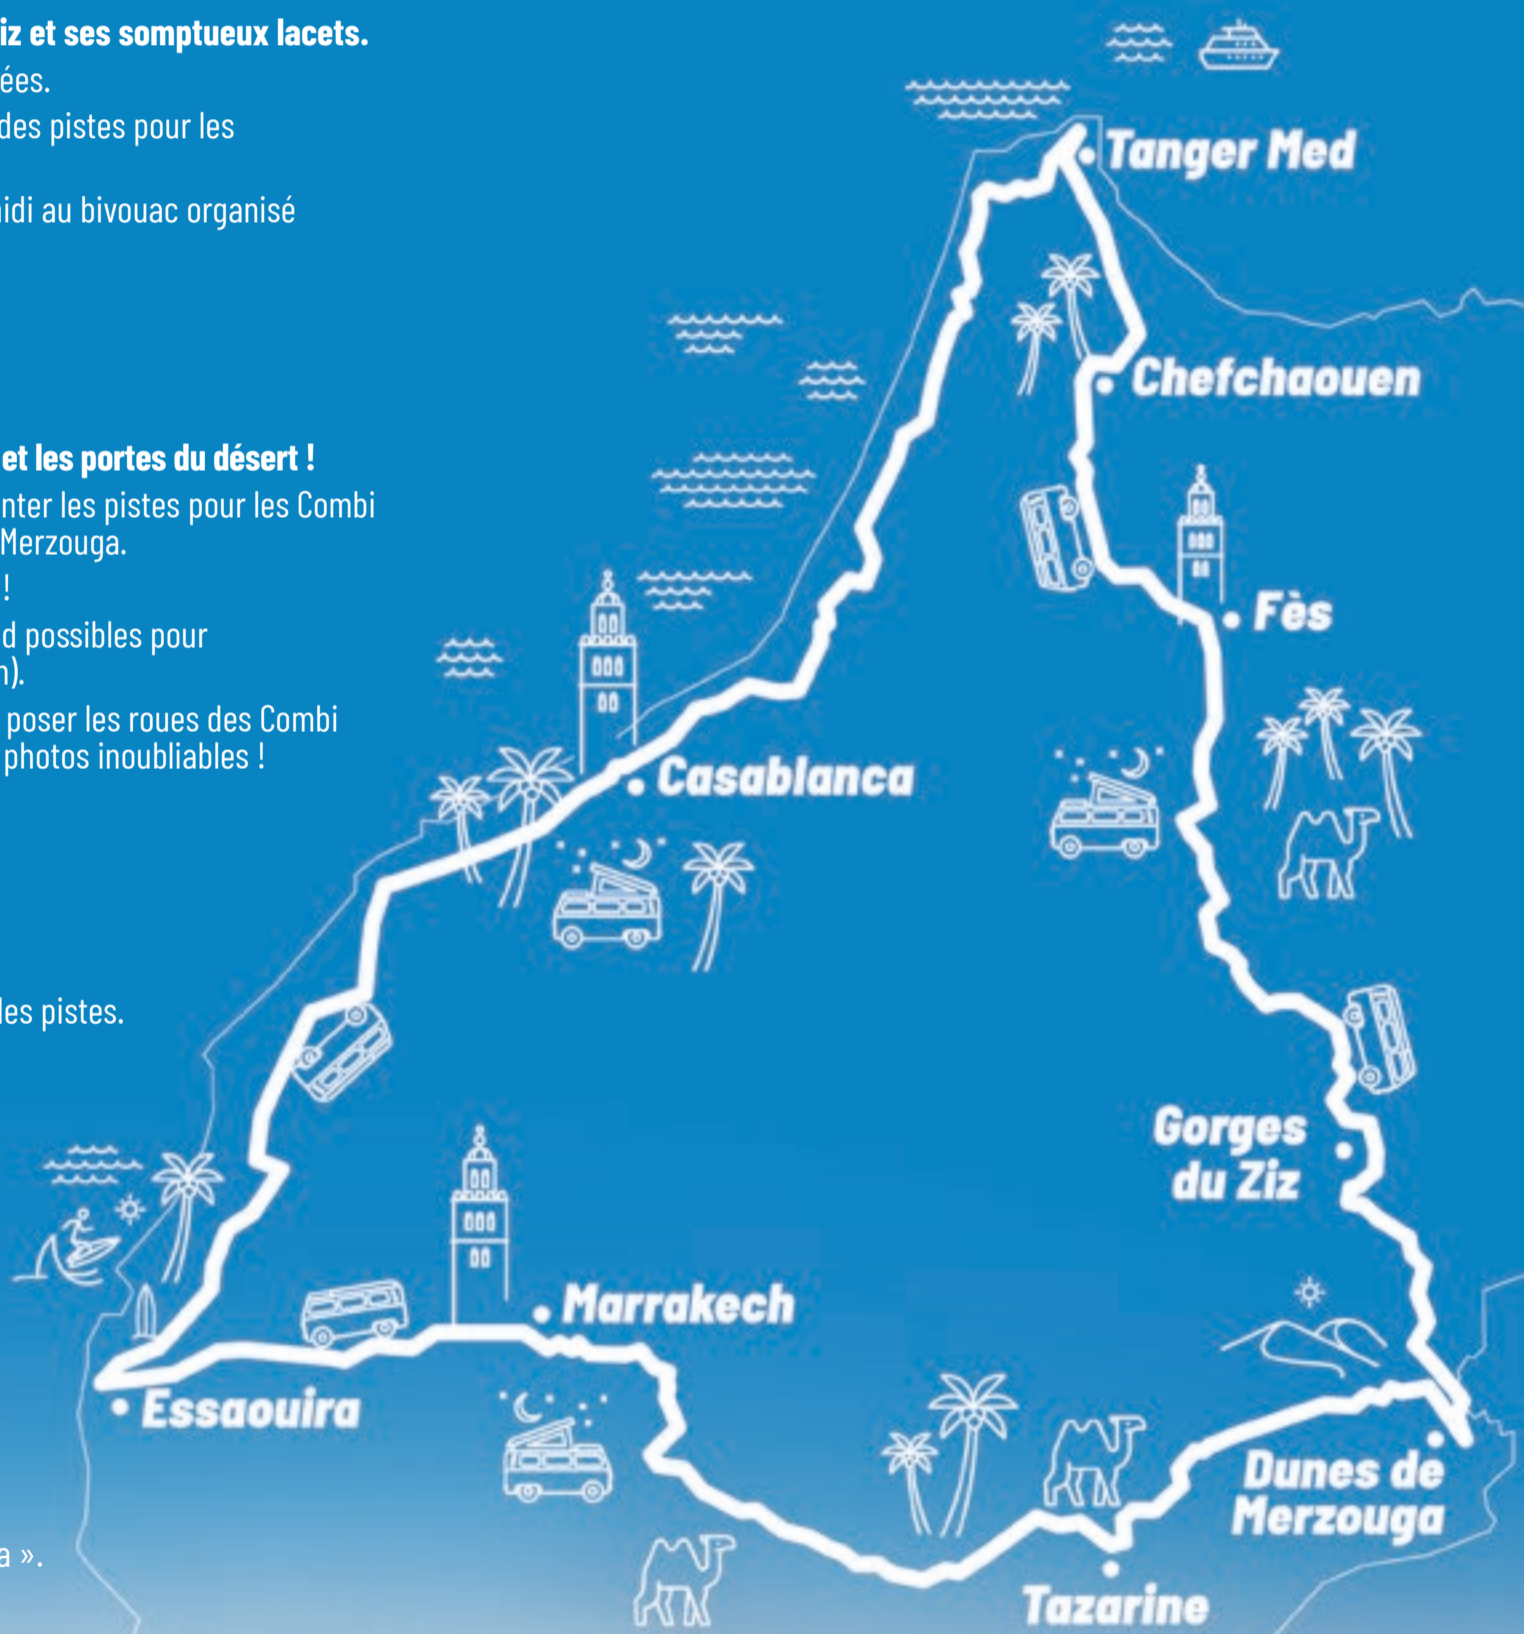 iz et ses somptueux lacets.
ées.
des pistes pour les
idi au bivouac organisé
et les portes du désert !
nter les pistes pour les Combi
Merzouga.
!
d possibles pour
).
poser les roues des Combi
photos inoubliables !
les pistes.
a ».
Tanger Med
Chefchaouen
Fès
Casablanca
Gorges
du Ziz
Marrakech
Essaouira
Dunes de
Merzouga
Tazarine